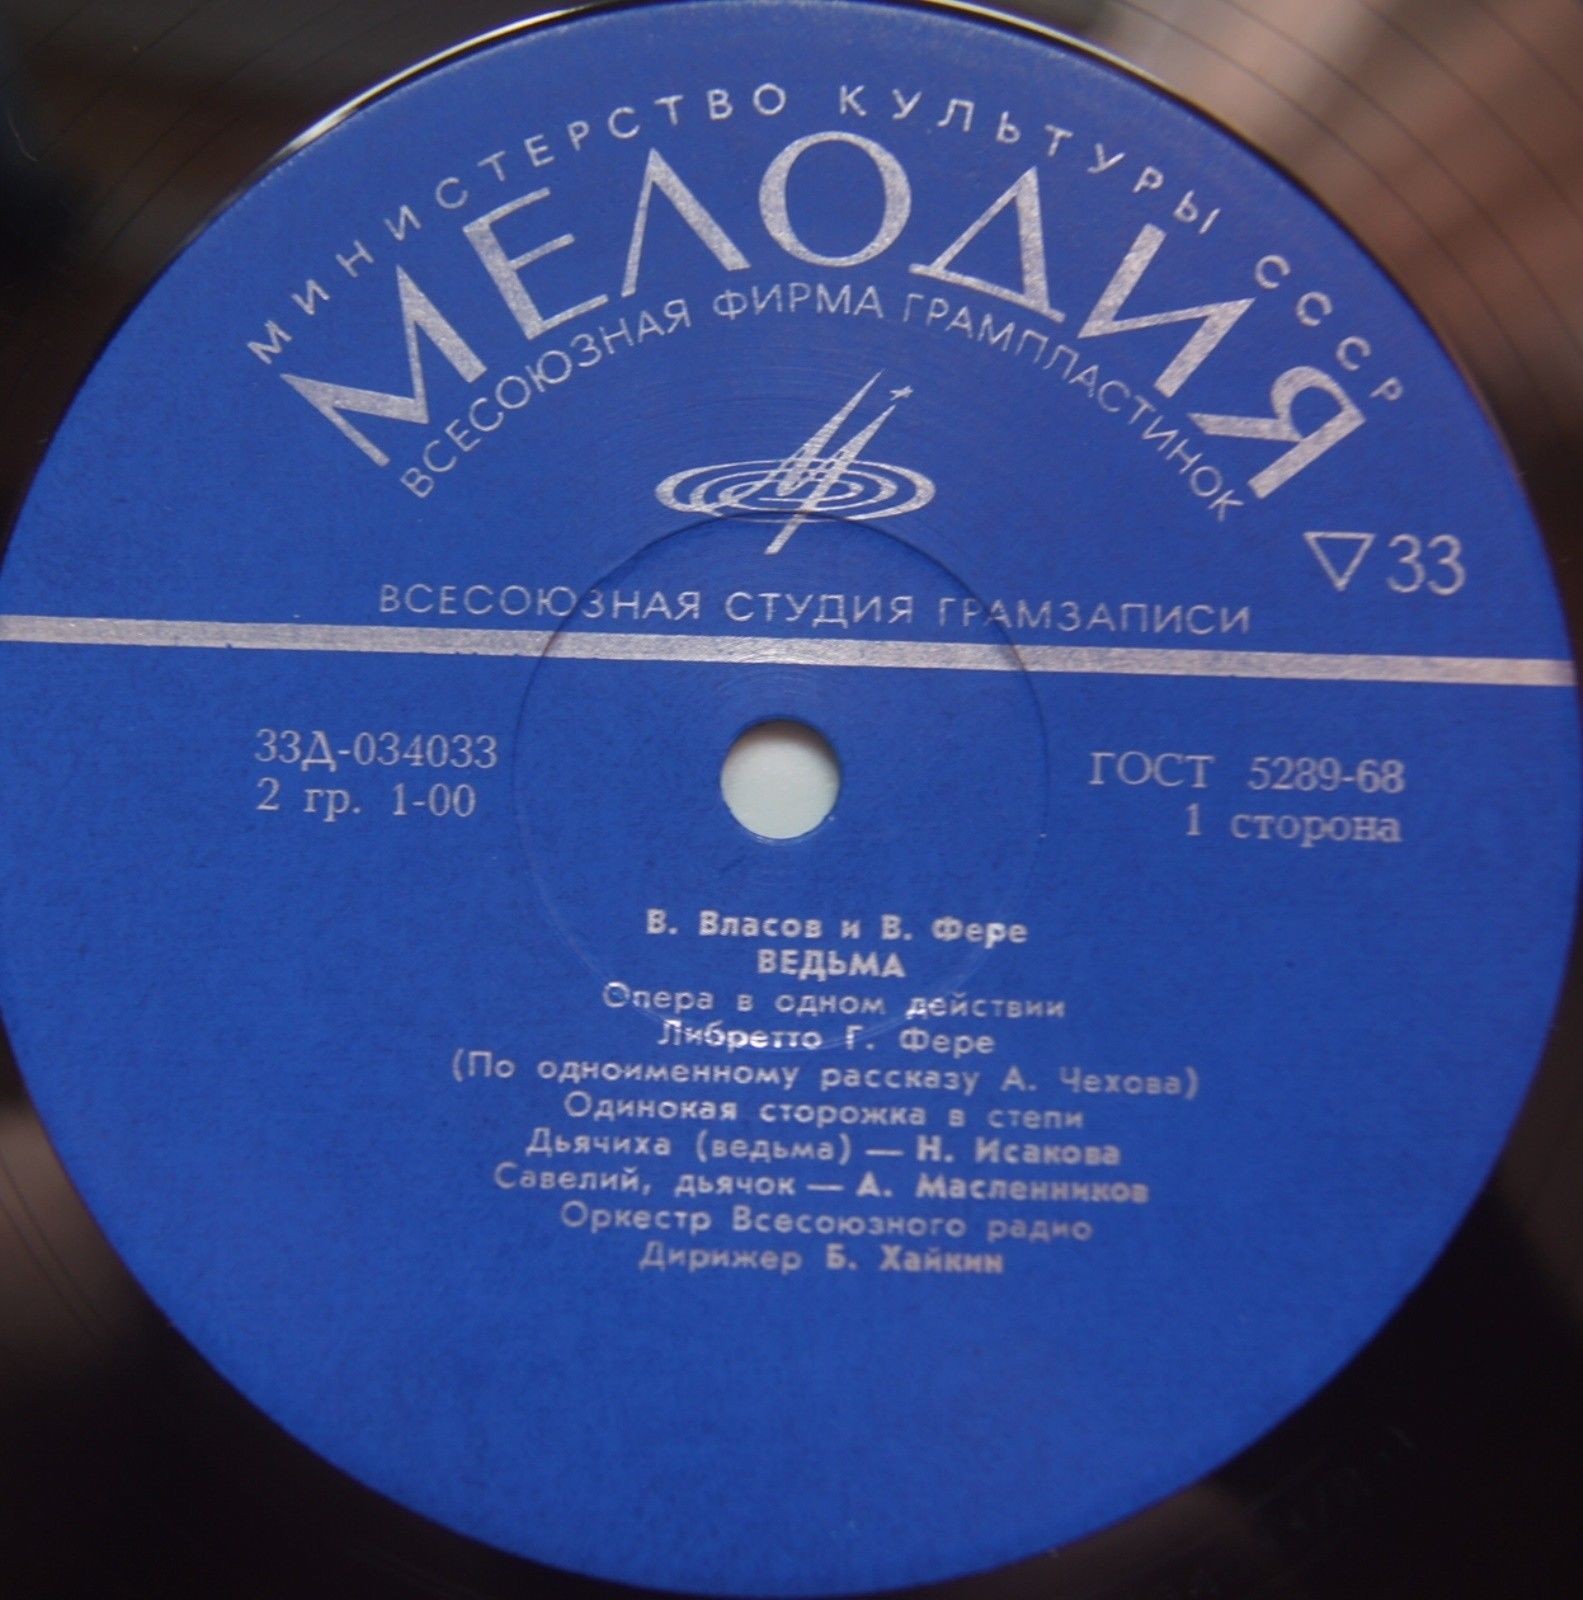 МИНИСТЕРСТВО КУЛЬТУРЫ СССР
МЕЛОДИЯ
ВСЕСОЮЗНАЯ ФИРМА ГРАМПЛАСТИНОК
▽33
ВСЕСОЮЗНАЯ СТУДИЯ ГРАМЗАПИСИ
33Д-034033
2 гр. 1-00
ГОСТ 5289-68
1 сторона
В. Власов и В. Фере
ВЕДЬМА
Опера в одном действии
Либретто Г. Фере
(По одноименному рассказу А. Чехова)
Одинокая сторожка в степи
Дьячиха (ведьма) — Н. Исакова
Савелий, дьячок — А. Масленников
Оркестр Всесоюзного радио
Дирижер Б. Хайкин